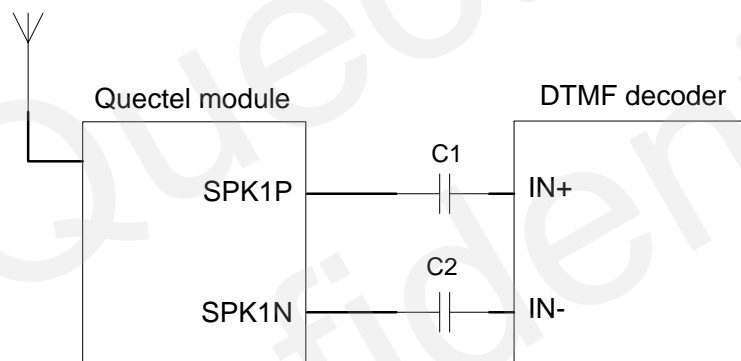 Quectel module
DTMF decoder
C1
SPK1P
IN+
C2
SPK1N
IN-